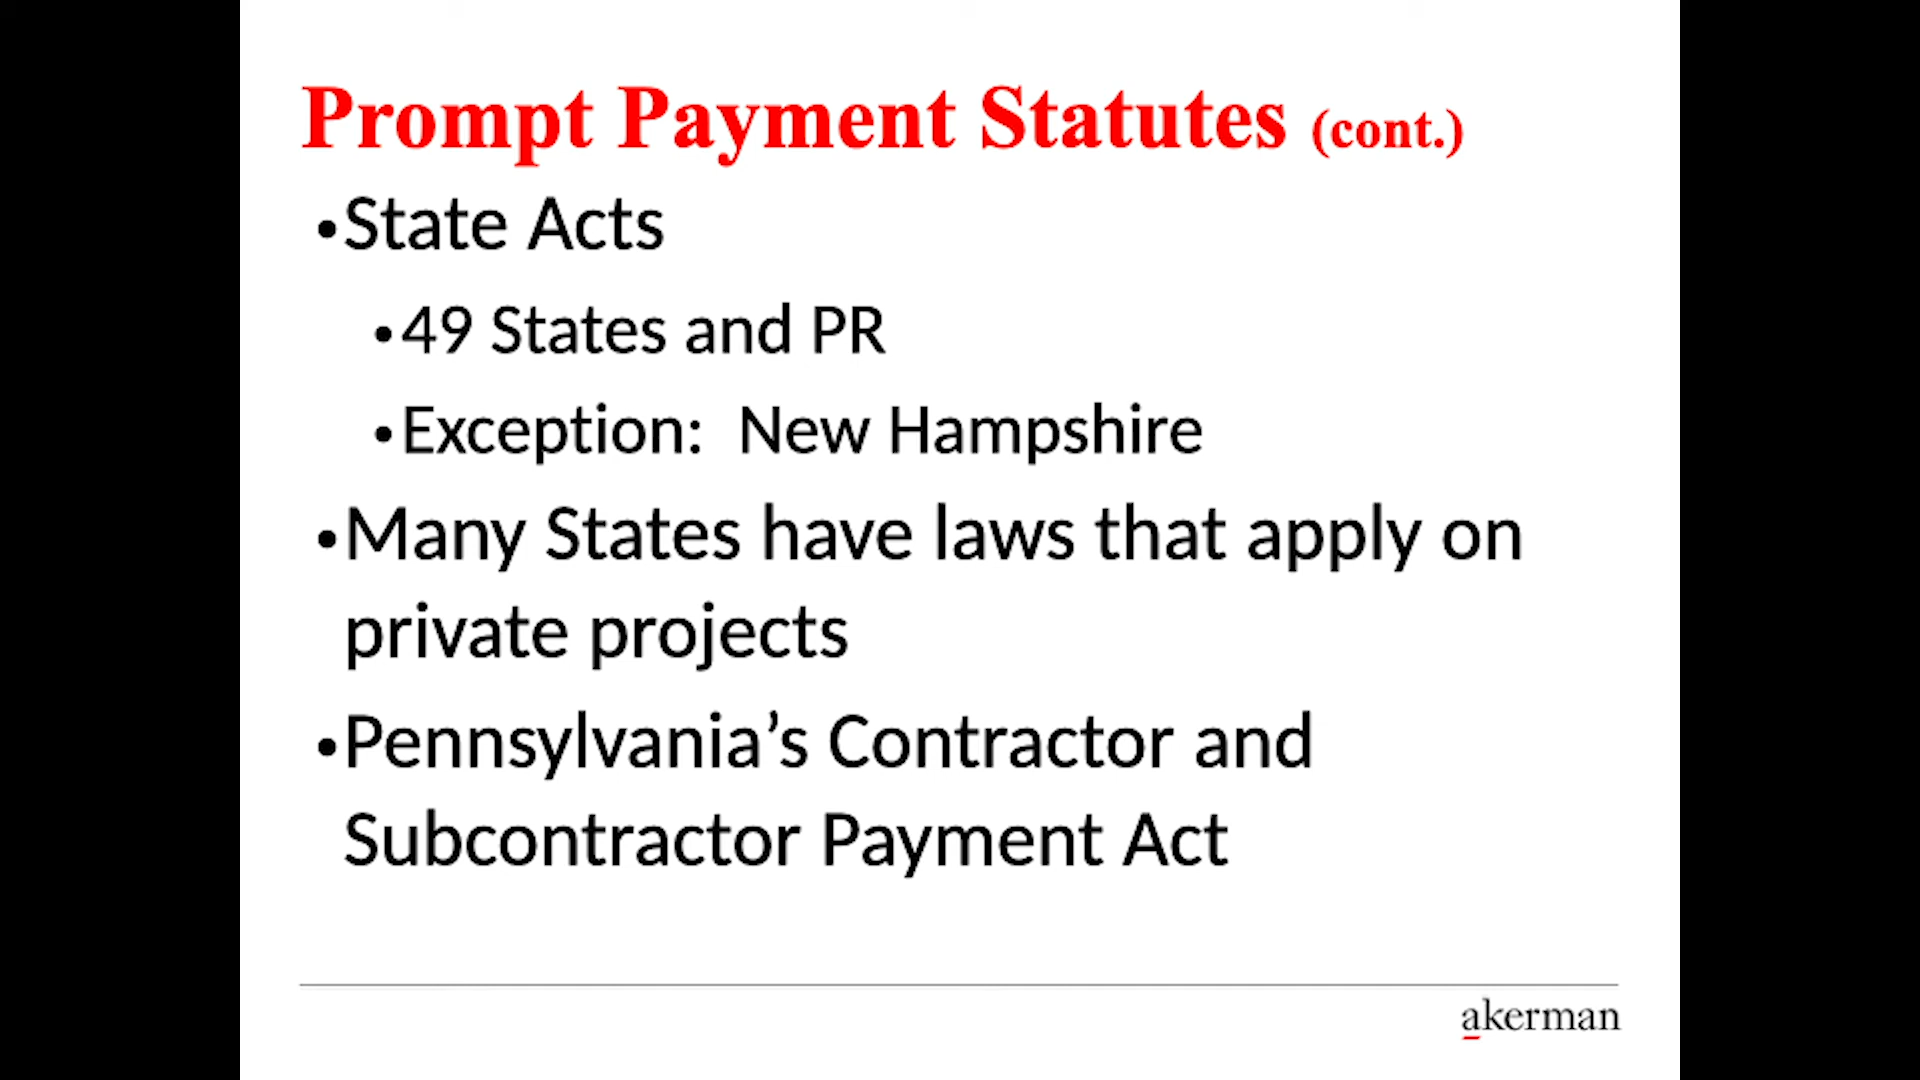 Prompt Payment Statutes (cont.)
•State Acts
•49 States and PR
•Exception:  New Hampshire
•Many States have laws that apply on
private projects
•Pennsylvania’s Contractor and
Subcontractor Payment Act
akerman